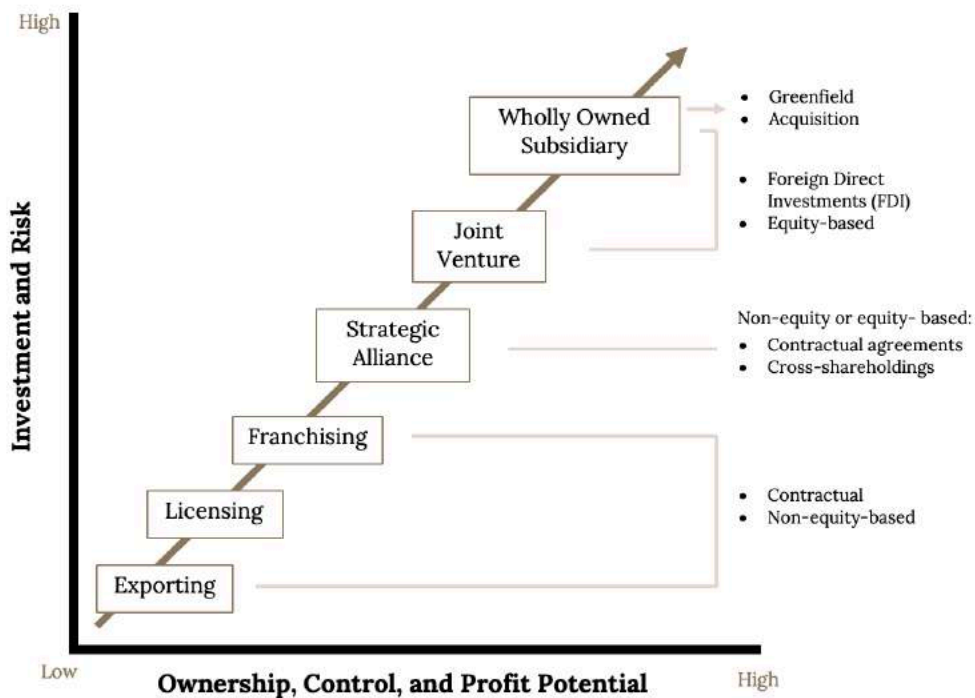 High
Wholly Owned
Subsidiary
• Greenfield
• Acquisition
• Foreign Direct
Investments (FDI)
• Equity-based
Joint
Venture
Strategic
Alliance
Non-equity or equity- based:
• Contractual agreements
• Cross-shareholdings
Franchising
Licensing
• Contractual
• Non-equity-based
Exporting
Investment and Risk
Low
Ownership, Control, and Profit Potential
High